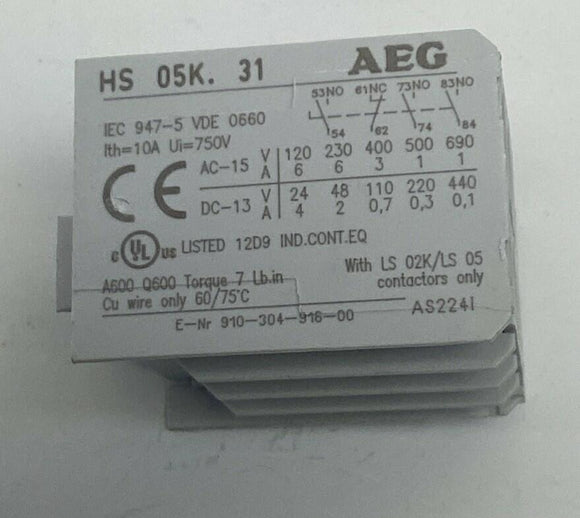 HS 05K. 31 AEG
53NO 61NC 73NO 83NO
54 62 74 84
IEC 947-5 VDE 0660
Ith=10A Ui=750V
AC-15 V 120 230 400 500 690
A 6 6 3 1 1
DC-13 V 24 48 110 220 440
A 4 2 0,7 0,3 0,1
CE
C UL US LISTED 12D9 IND.CONT.EQ
A600 Q600 Torque 7 Lb.in
Cu wire only 60/75°C
With LS 02K/LS 05
contactors only
E-Nr 910-304-916-00 AS224I